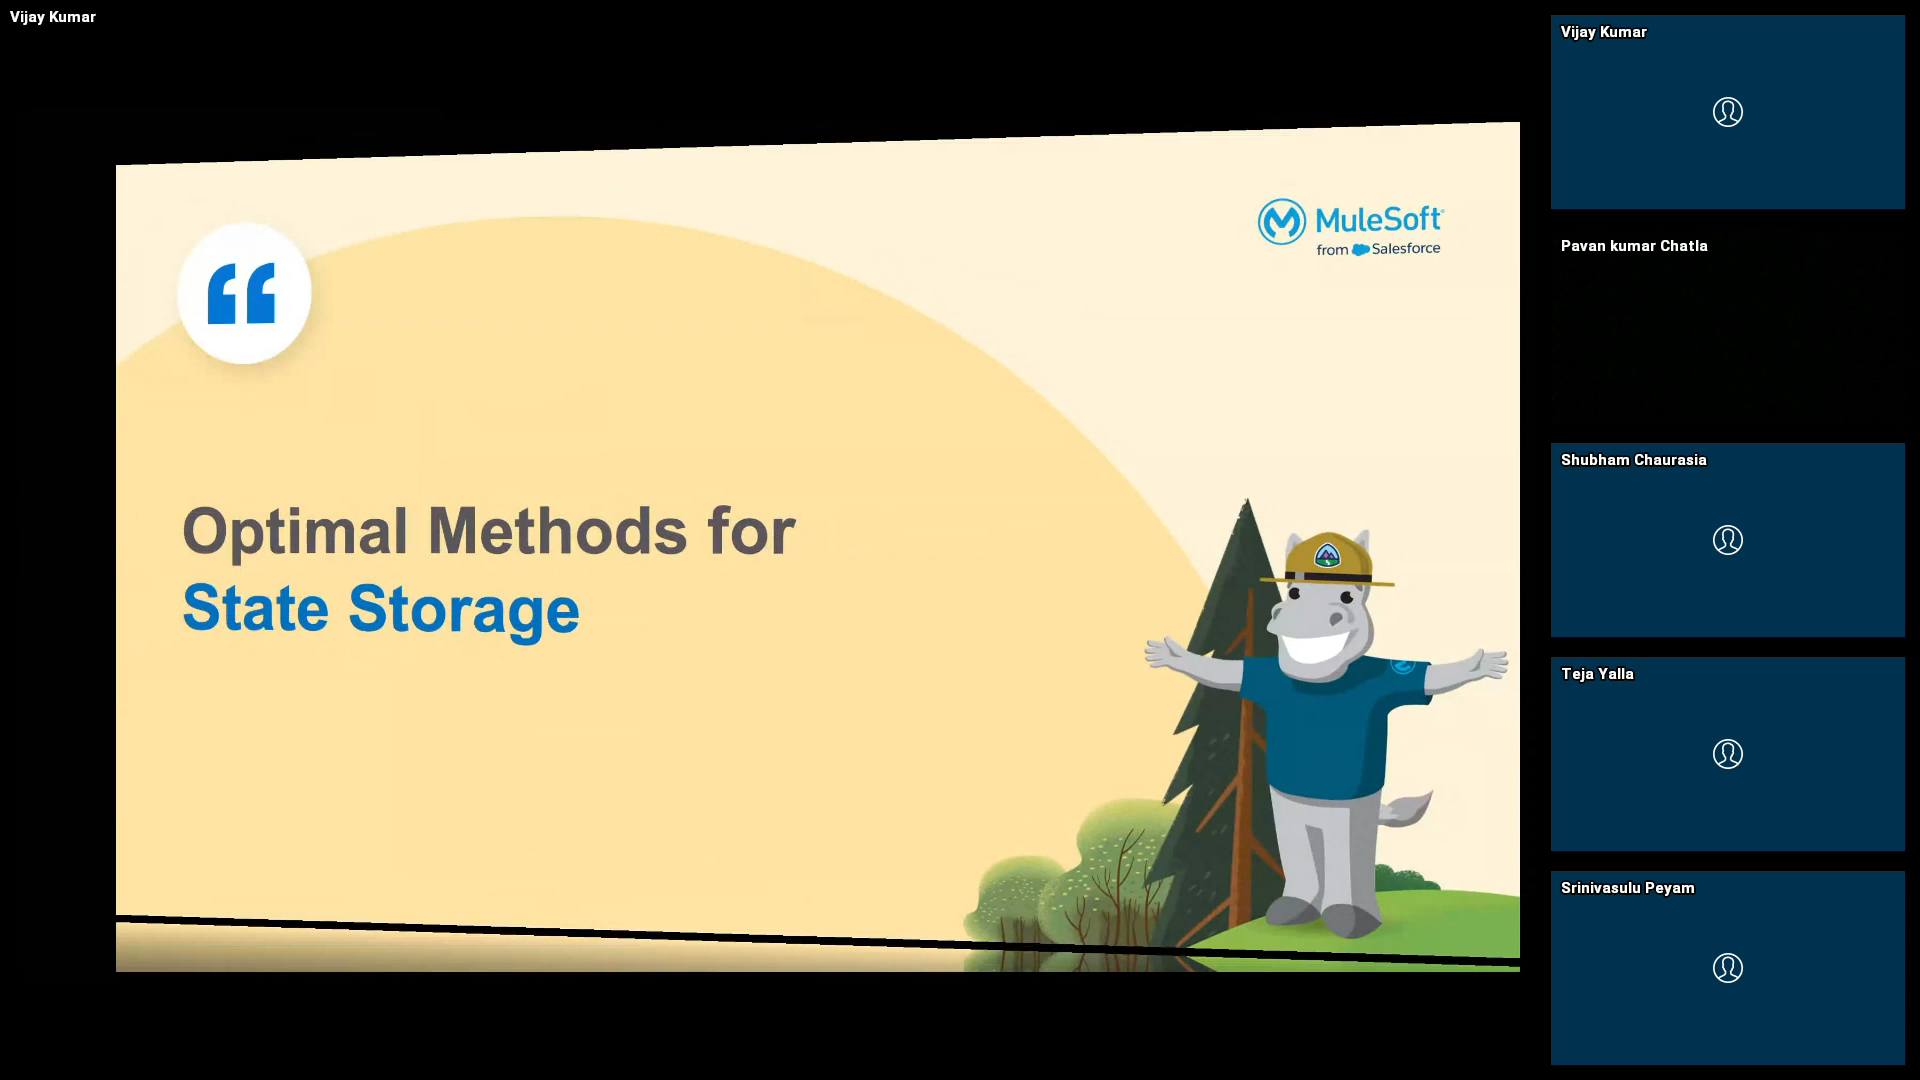 Vijay Kumar
MuleSoft
from Salesforce
Optimal Methods for
State Storage
Vijay Kumar
Pavan kumar Chatla
Shubham Chaurasia
Teja Yalla
Srinivasulu Peyam